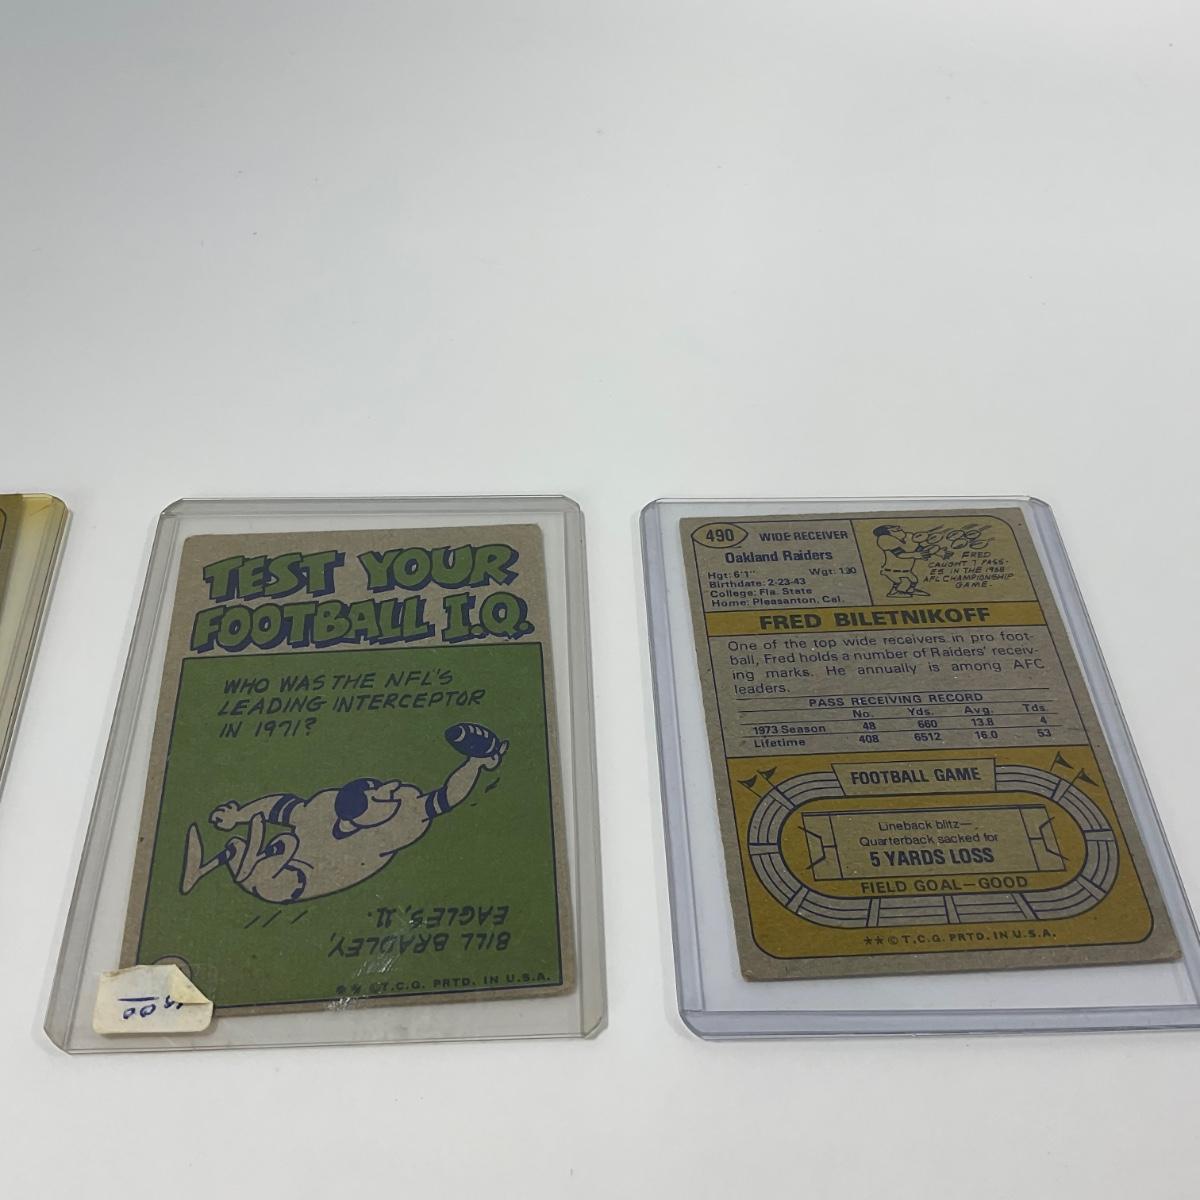 TEST YOUR
FOOTBALL I.Q.
WHO WAS THE NFL'S
LEADING INTERCEPTOR
IN 1971?
BILL BRADLEY,
EAGLES, 11.
** © T.C.G. PRTD. IN U.S.A.
490
WIDE RECEIVER
Oakland Raiders
Hgt: 6'1" Wgt: 190
Birthdate: 2-23-43
College: Fla. State
Home: Pleasanton, Cal.
FRED
CAUGHT 7 PASS-
ES IN THE 1968
AFL CHAMPIONSHIP
GAME.
FRED BILETNIKOFF
One of the top wide receivers in pro foot-
ball, Fred holds a number of Raiders' receiv-
ing marks. He annually is among AFC
leaders.
PASS RECEIVING RECORD
No. Yds. Avg. Tds.
1973 Season 48 660 13.8 4
Lifetime 408 6512 16.0 53
FOOTBALL GAME
Lineback blitz—
Quarterback sacked for
5 YARDS LOSS
FIELD GOAL—GOOD
** © T.C.G. PRTD. IN U.S.A.